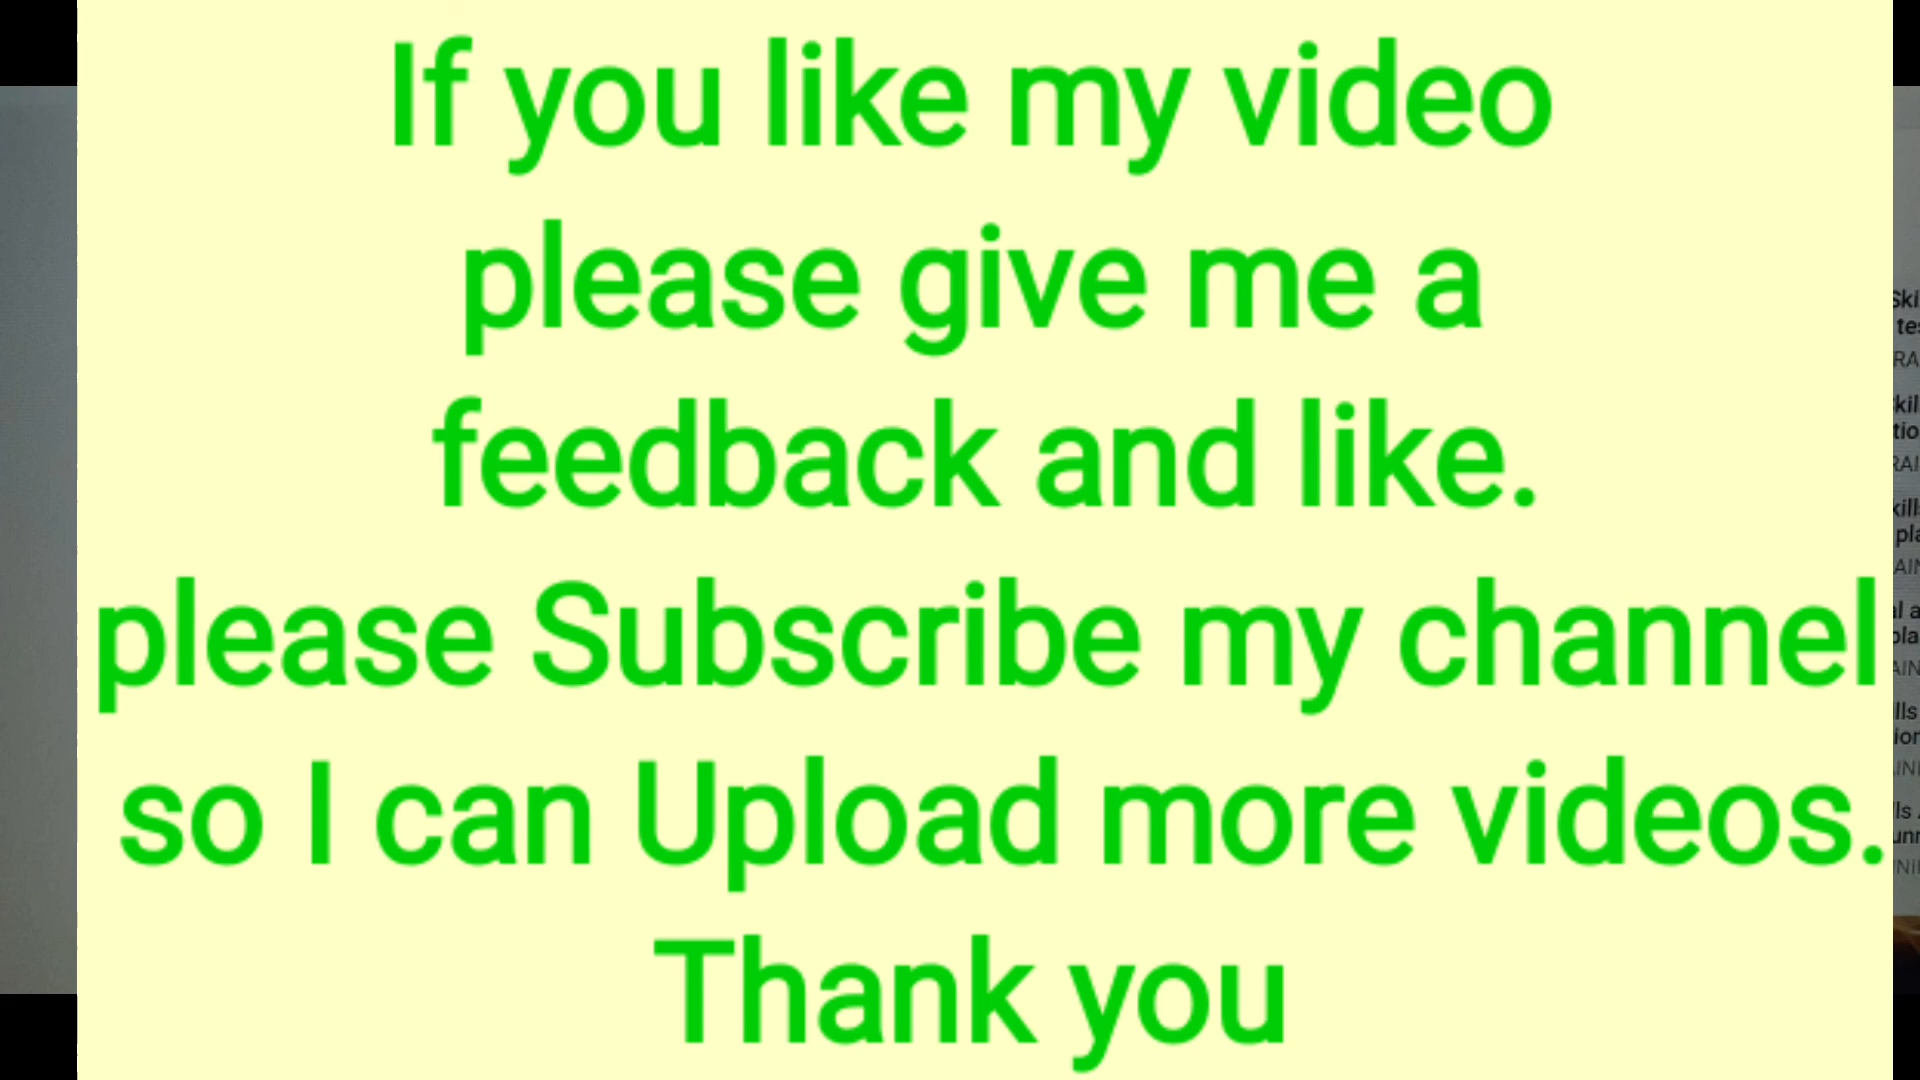 If you like my video
please give me a
feedback and like.
please Subscribe my channel
so I can Upload more videos.
Thank you